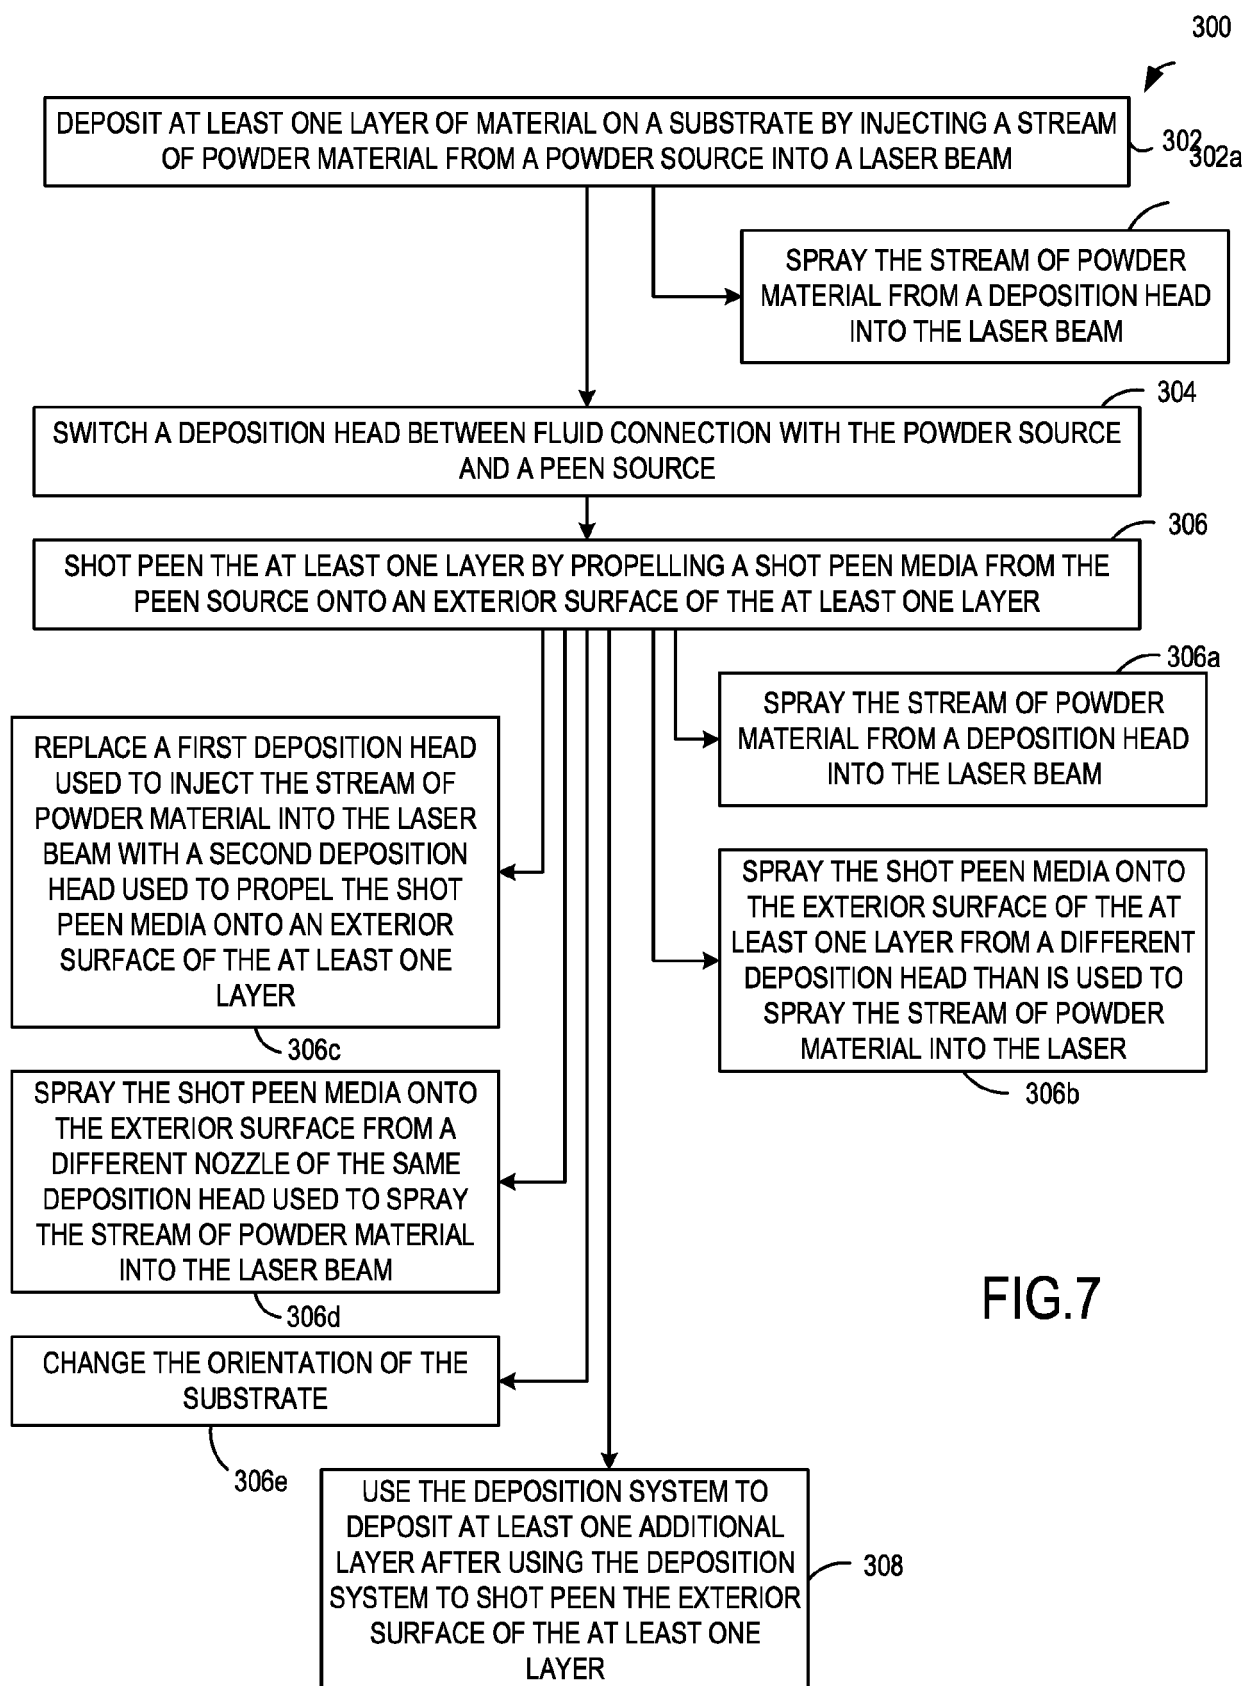 300
DEPOSIT AT LEAST ONE LAYER OF MATERIAL ON A SUBSTRATE BY INJECTING A STREAM
OF POWDER MATERIAL FROM A POWDER SOURCE INTO A LASER BEAM
302
302a
SPRAY THE STREAM OF POWDER
MATERIAL FROM A DEPOSITION HEAD
INTO THE LASER BEAM
304
SWITCH A DEPOSITION HEAD BETWEEN FLUID CONNECTION WITH THE POWDER SOURCE
AND A PEEN SOURCE
306
SHOT PEEN THE AT LEAST ONE LAYER BY PROPELLING A SHOT PEEN MEDIA FROM THE
PEEN SOURCE ONTO AN EXTERIOR SURFACE OF THE AT LEAST ONE LAYER
306a
SPRAY THE STREAM OF POWDER
MATERIAL FROM A DEPOSITION HEAD
INTO THE LASER BEAM
REPLACE A FIRST DEPOSITION HEAD
USED TO INJECT THE STREAM OF
POWDER MATERIAL INTO THE LASER
BEAM WITH A SECOND DEPOSITION
HEAD USED TO PROPEL THE SHOT
PEEN MEDIA ONTO AN EXTERIOR
SURFACE OF THE AT LEAST ONE
LAYER
306c
SPRAY THE SHOT PEEN MEDIA ONTO
THE EXTERIOR SURFACE OF THE AT
LEAST ONE LAYER FROM A DIFFERENT
DEPOSITION HEAD THAN IS USED TO
SPRAY THE STREAM OF POWDER
MATERIAL INTO THE LASER
306b
SPRAY THE SHOT PEEN MEDIA ONTO
THE EXTERIOR SURFACE FROM A
DIFFERENT NOZZLE OF THE SAME
DEPOSITION HEAD USED TO SPRAY
THE STREAM OF POWDER MATERIAL
INTO THE LASER BEAM
306d
FIG.7
CHANGE THE ORIENTATION OF THE
SUBSTRATE
306e
USE THE DEPOSITION SYSTEM TO
DEPOSIT AT LEAST ONE ADDITIONAL
LAYER AFTER USING THE DEPOSITION
SYSTEM TO SHOT PEEN THE EXTERIOR
SURFACE OF THE AT LEAST ONE
LAYER
308